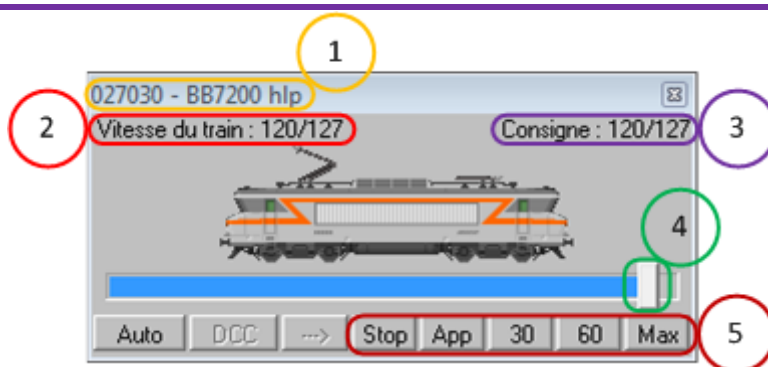 1
027030 - BB7200 hlp
2 Vitesse du train : 120/127 Consigne : 120/127 3
4
Auto DCC ---> Stop App 30 60 Max 5